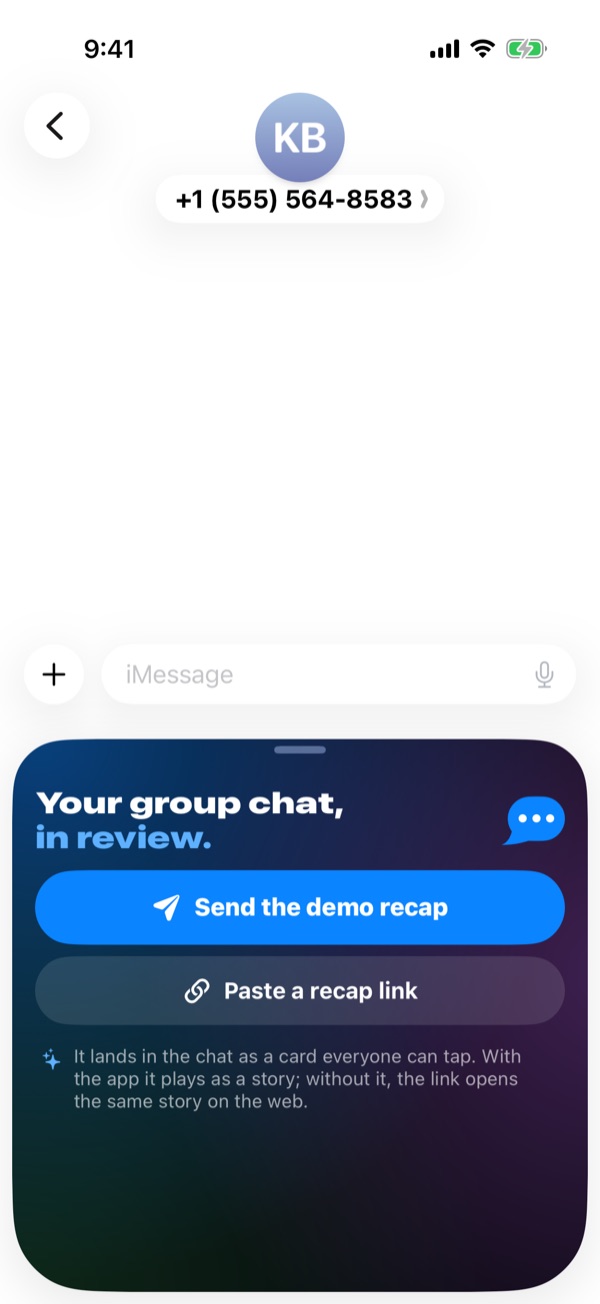 9:41
KB
+1 (555) 564-8583
iMessage
Your group chat,
in review.
Send the demo recap
Paste a recap link
It lands in the chat as a card everyone can tap. With
the app it plays as a story; without it, the link opens
the same story on the web.